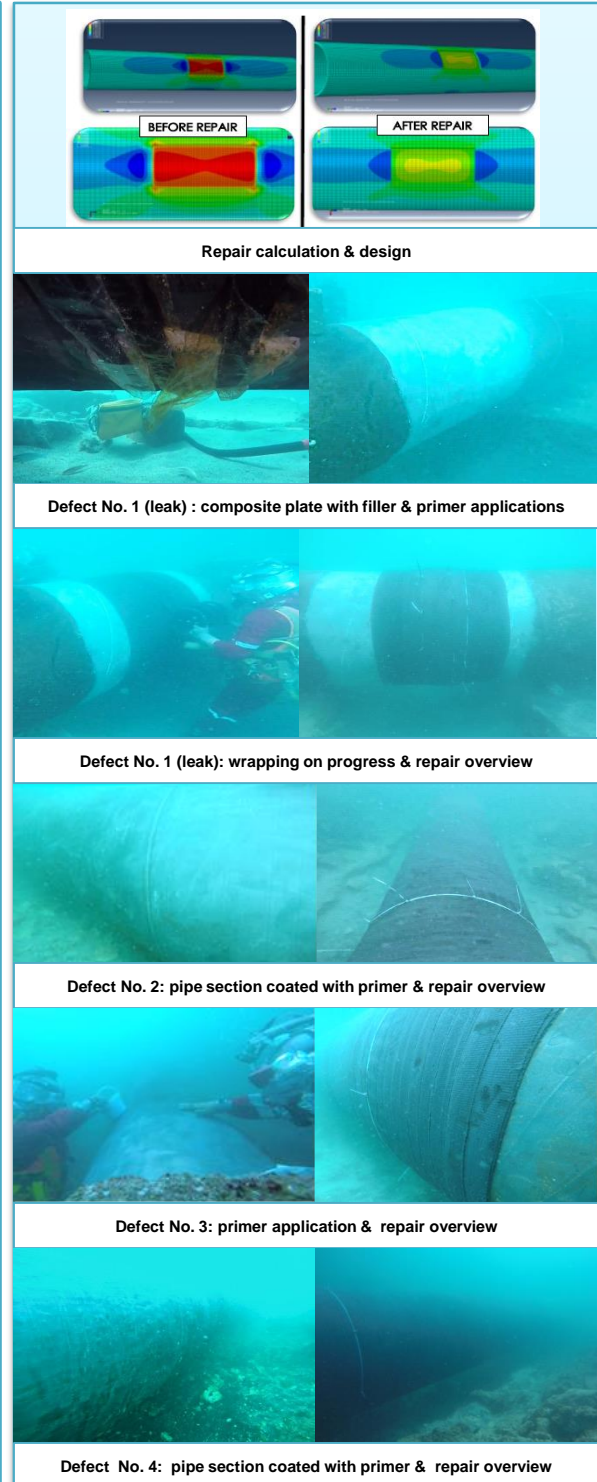 BEFORE REPAIR
AFTER REPAIR
Repair calculation & design
Defect No. 1 (leak) : composite plate with filler & primer applications
Defect No. 1 (leak): wrapping on progress & repair overview
Defect No. 2: pipe section coated with primer & repair overview
Defect No. 3: primer application & repair overview
Defect No. 4: pipe section coated with primer & repair overview